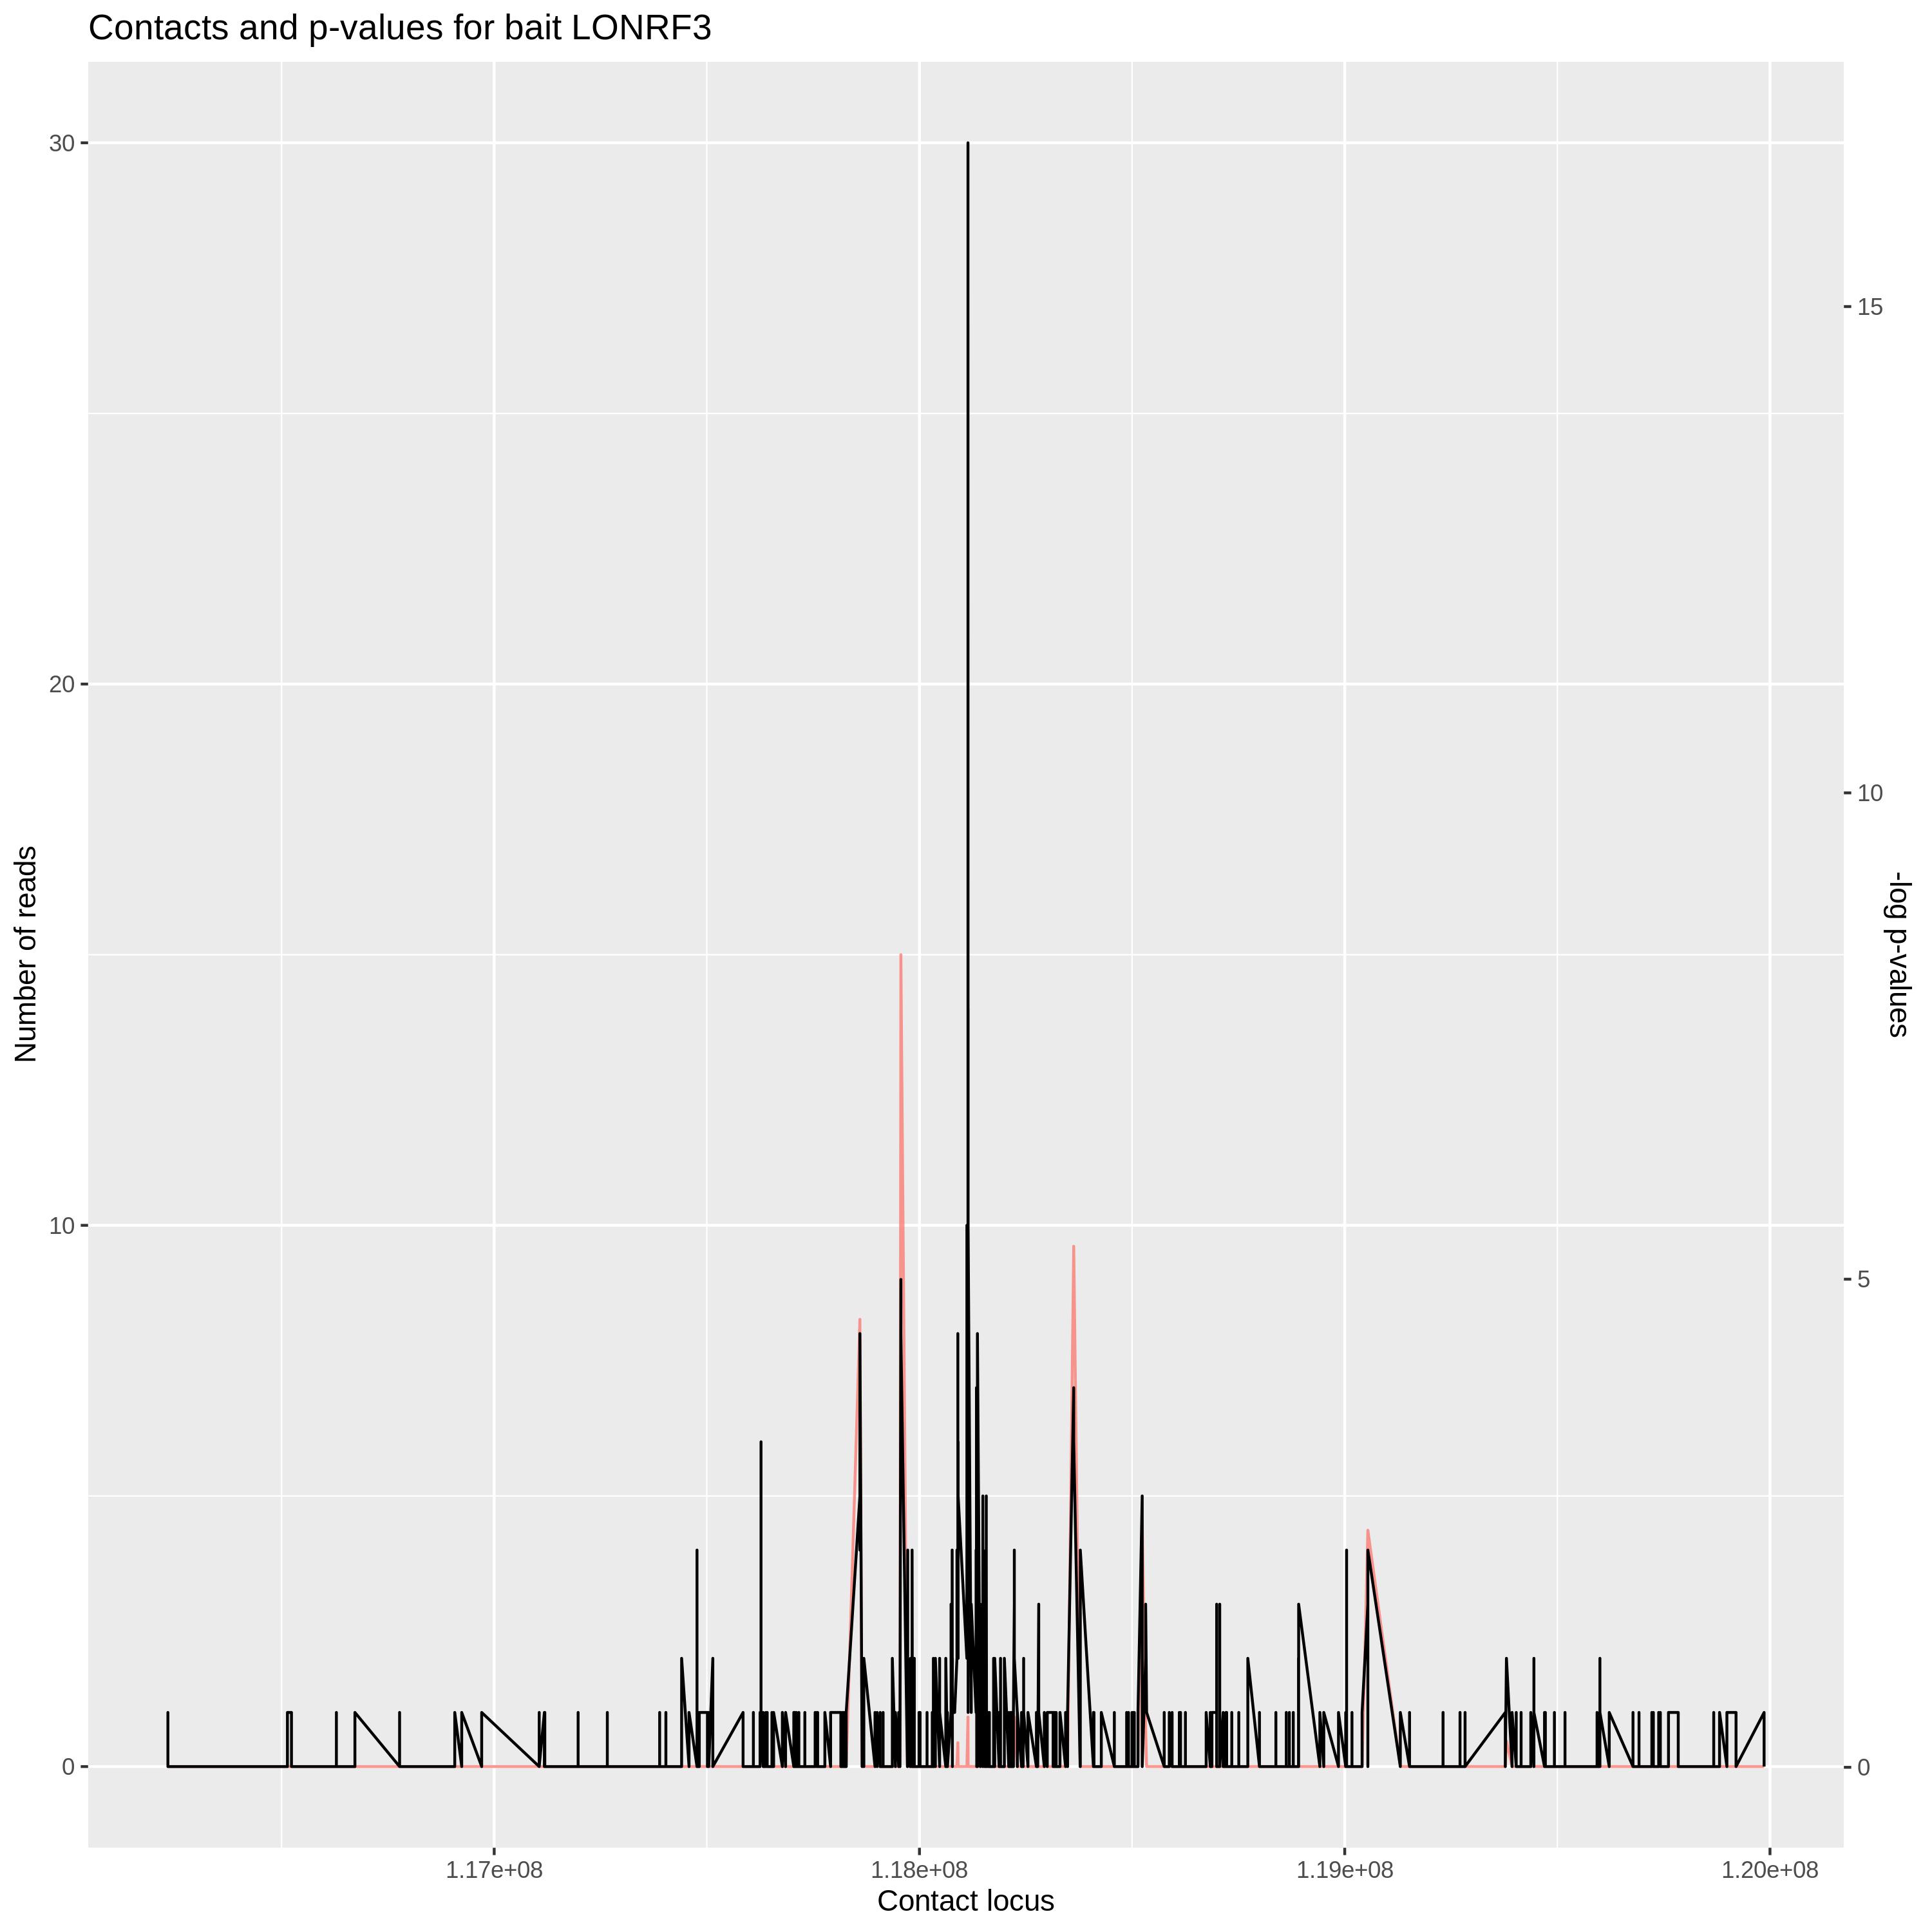 Contacts and p-values for bait LONRF3
30
20
10
0
Number of reads
15
10
5
0
-log p-values
1.17e+08
1.18e+08
1.19e+08
1.20e+08
Contact locus